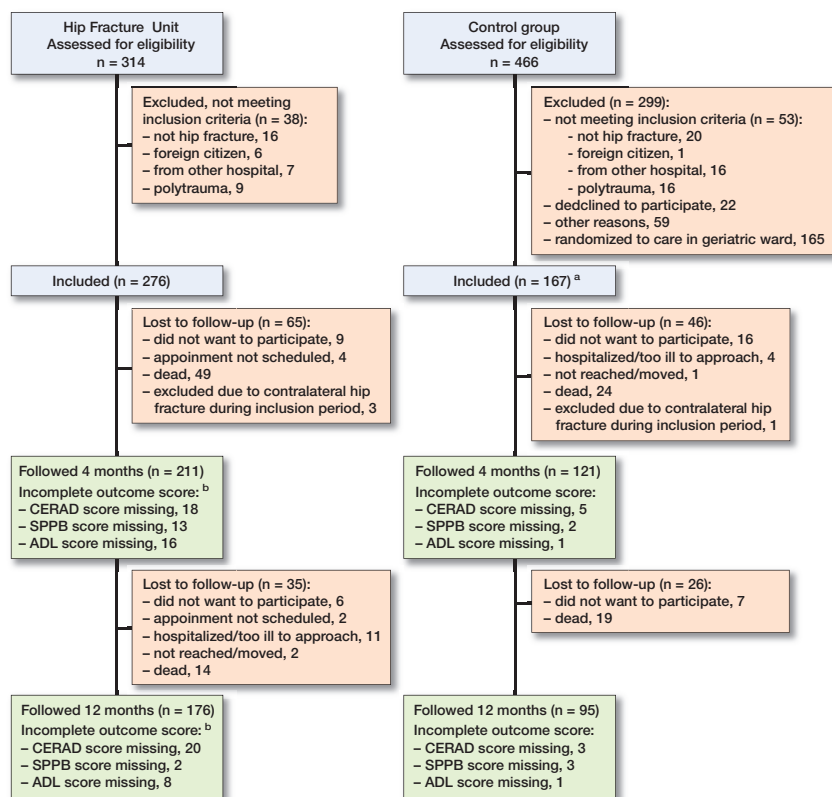 Hip Fracture Unit
Assessed for eligibility
n = 314
Excluded, not meeting
inclusion criteria (n = 38):
– not hip fracture, 16
– foreign citizen, 6
– from other hospital, 7
– polytrauma, 9
Included (n = 276)
Lost to follow-up (n = 65):
– did not want to participate, 9
– appoinment not scheduled, 4
– dead, 49
– excluded due to contralateral hip
fracture during inclusion period, 3
Followed 4 months (n = 211)
Incomplete outcome score: b
– CERAD score missing, 18
– SPPB score missing, 13
– ADL score missing, 16
Lost to follow-up (n = 35):
– did not want to participate, 6
– appoinment not scheduled, 2
– hospitalized/too ill to approach, 11
– not reached/moved, 2
– dead, 14
Followed 12 months (n = 176)
Incomplete outcome score: b
– CERAD score missing, 20
– SPPB score missing, 2
– ADL score missing, 8
Control group
Assessed for eligibility
n = 466
Excluded (n = 299):
– not meeting inclusion criteria (n = 53):
- not hip fracture, 20
- foreign citizen, 1
- from other hospital, 16
- polytrauma, 16
– dedclined to participate, 22
– other reasons, 59
– randomized to care in geriatric ward, 165
Included (n = 167) a
Lost to follow-up (n = 46):
– did not want to participate, 16
– hospitalized/too ill to approach, 4
– not reached/moved, 1
– dead, 24
– excluded due to contralateral hip
fracture during inclusion period, 1
Followed 4 months (n = 121)
Incomplete outcome score:
– CERAD score missing, 5
– SPPB score missing, 2
– ADL score missing, 1
Lost to follow-up (n = 26):
– did not want to participate, 7
– dead, 19
Followed 12 months (n = 95)
Incomplete outcome score:
– CERAD score missing, 3
– SPPB score missing, 3
– ADL score missing, 1